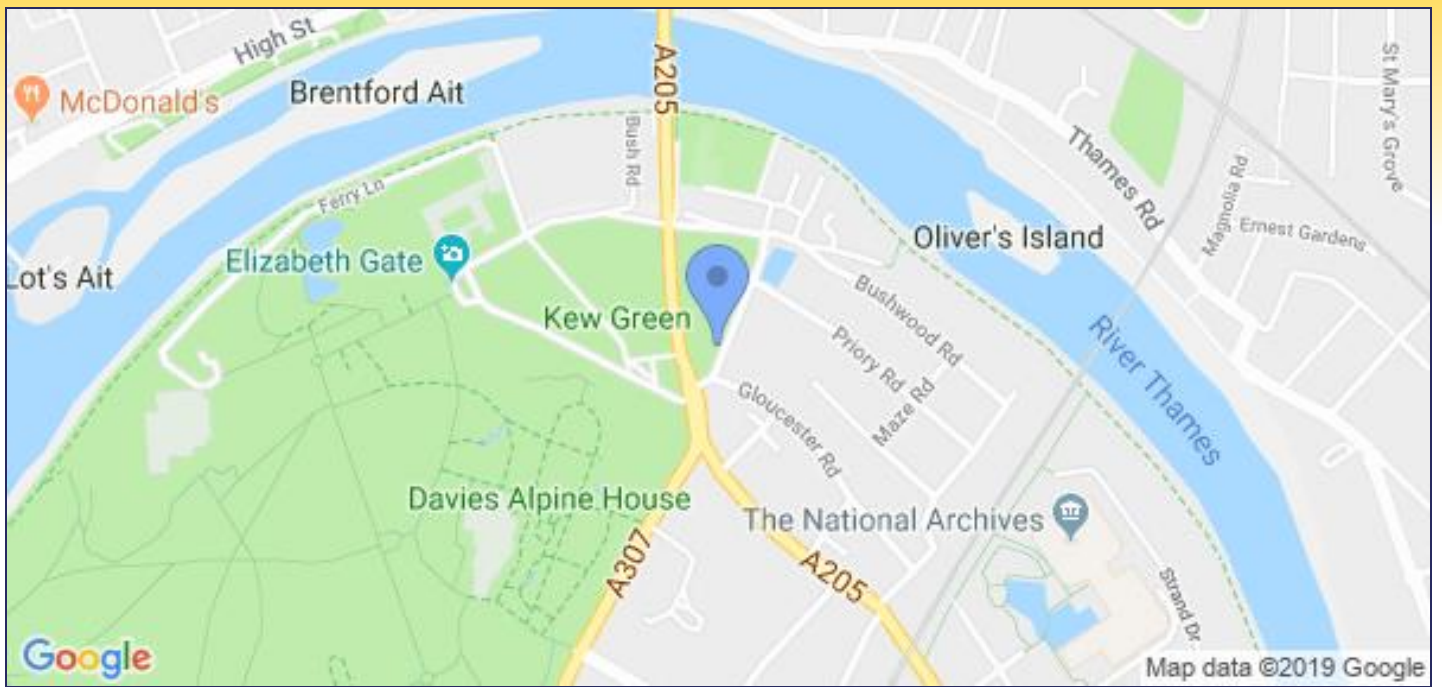 High St
A205
McDonald's
Brentford Ait
Bush Rd
St Mary's Grove
Thames Rd
Magnolia Rd
Ferry Ln
Ernest Gardens
Oliver's Island
Elizabeth Gate
Lot's Ait
Kew Green
Bushwood Rd
Priory Rd
River Thames
Maze Rd
Gloucester Rd
Davies Alpine House
The National Archives
A307
A205
Strand Dr
Google
Map data ©2019 Google